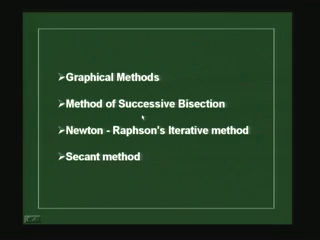 ➢Graphical Methods
➢Method of Successive Bisection
➢Newton - Raphson's Iterative method
➢Secant method